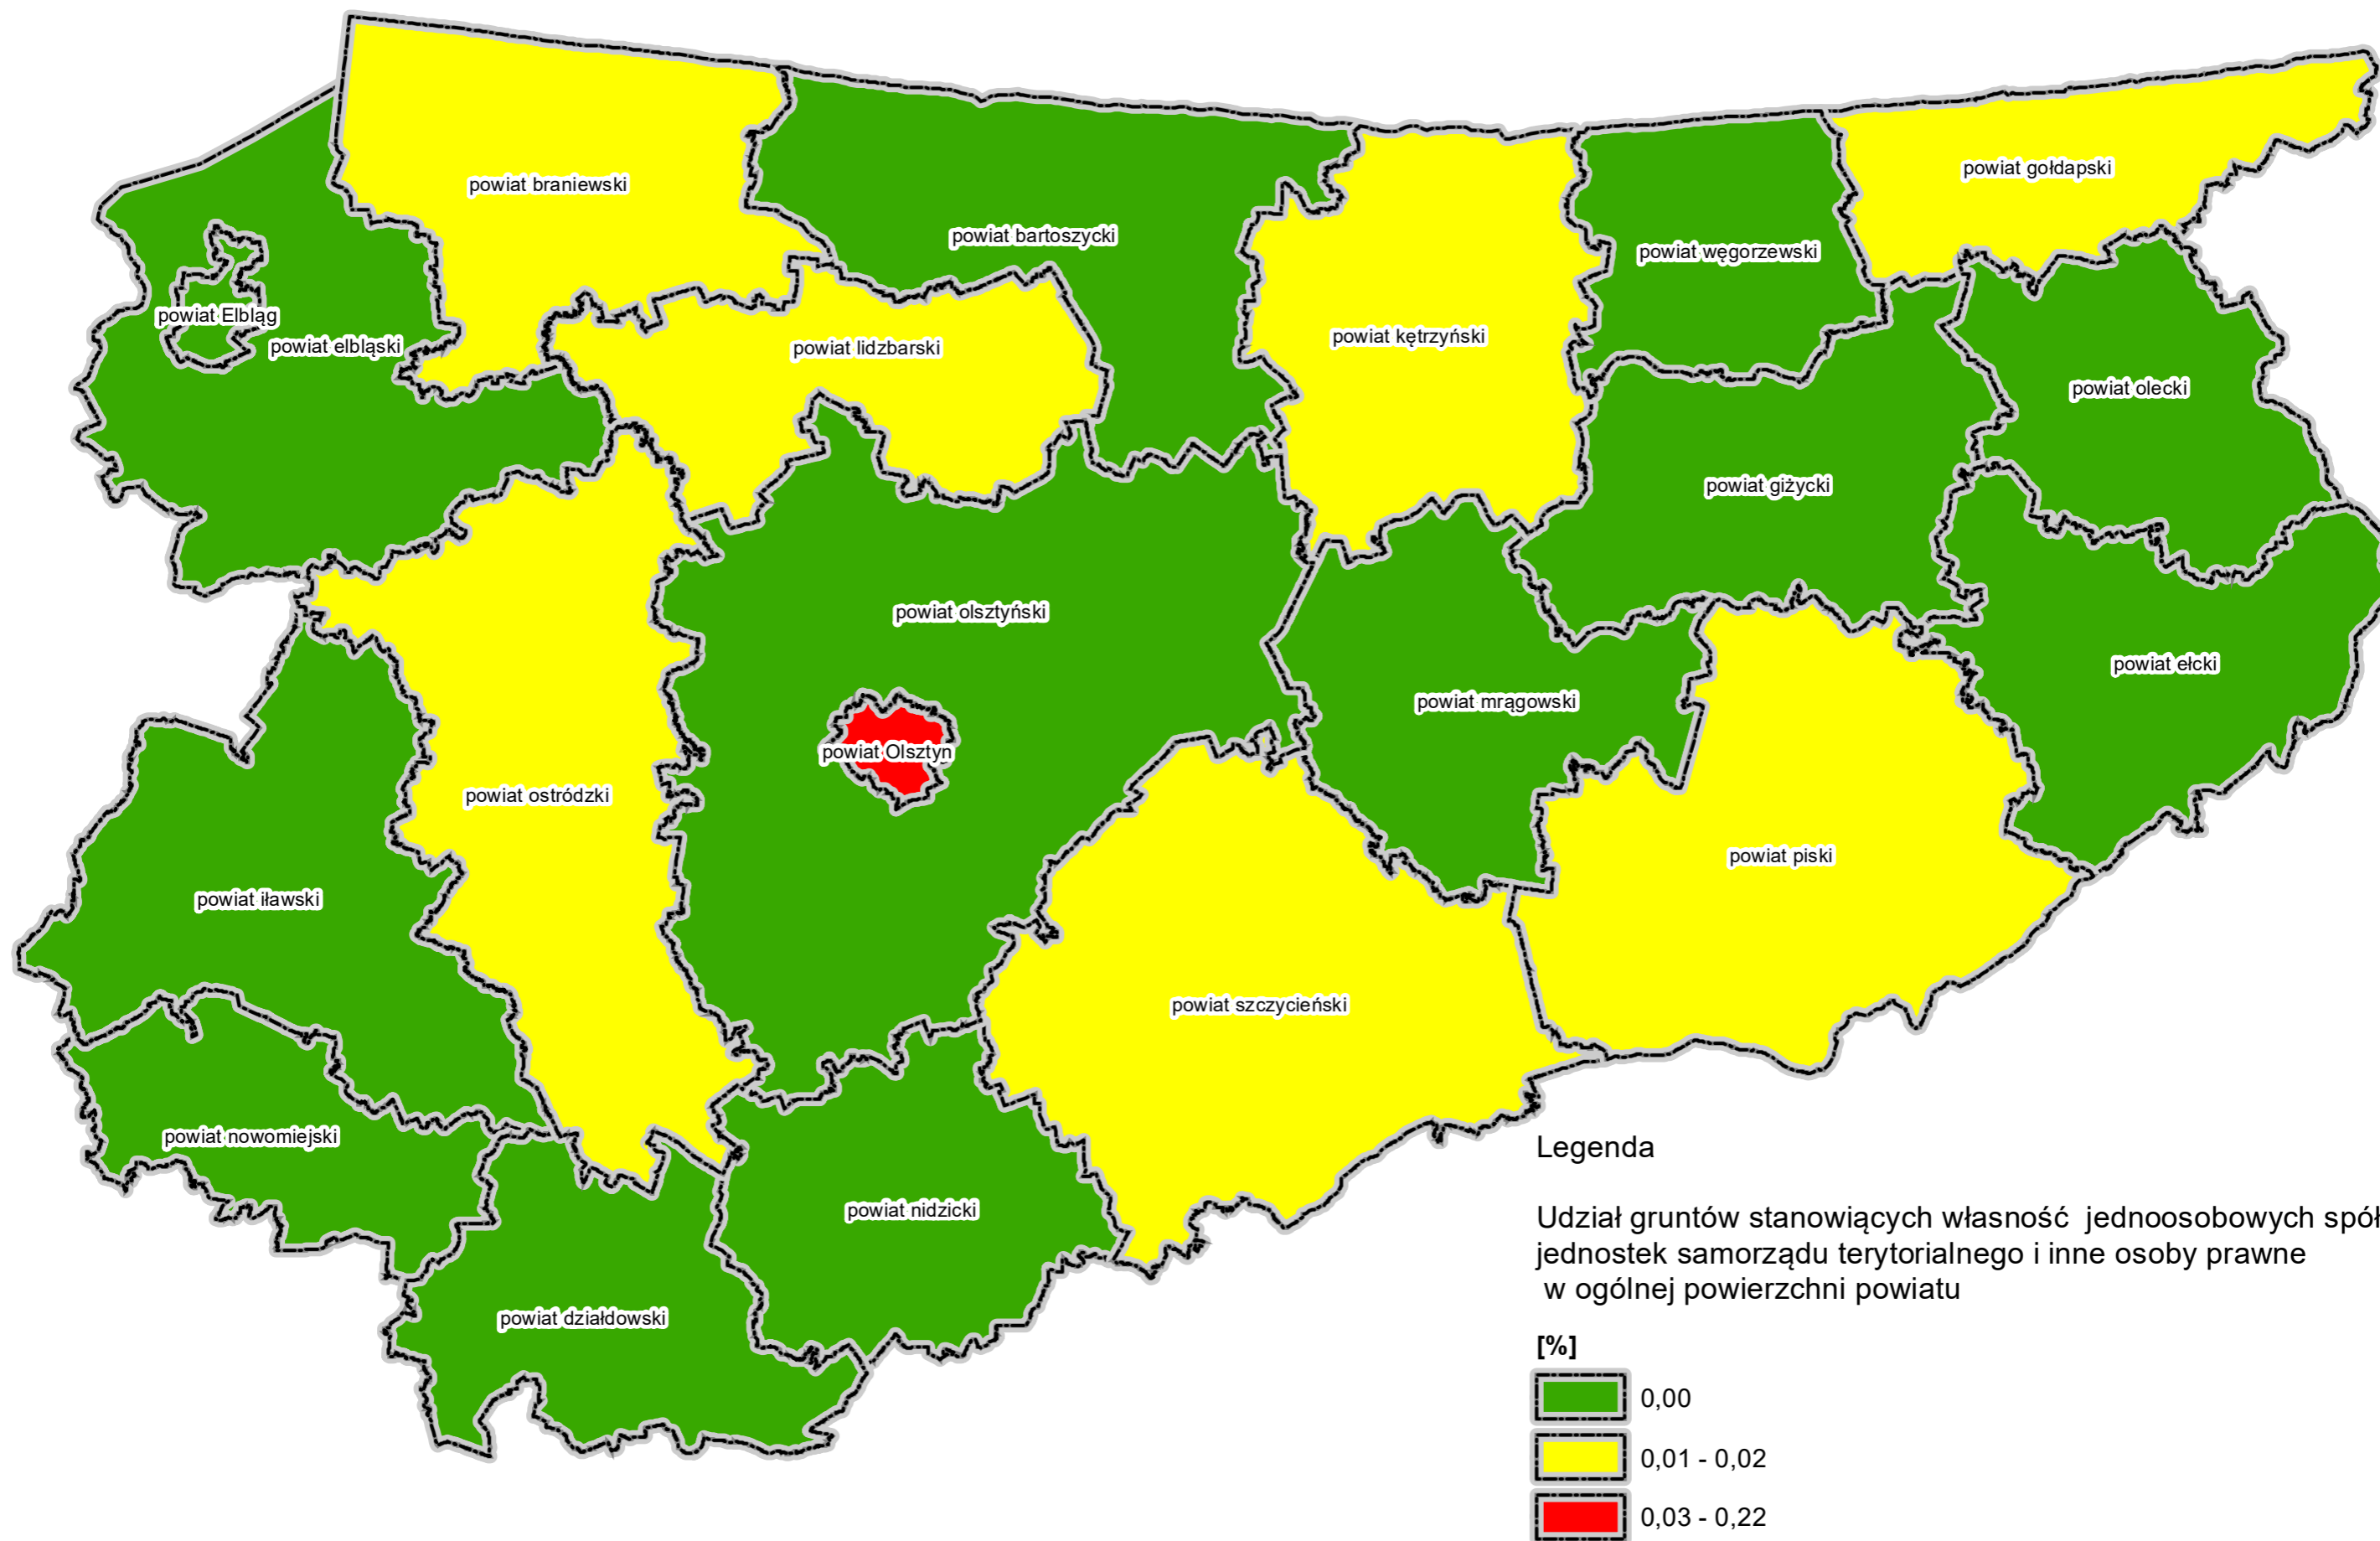 powiat gołdapski
powiat braniewski
powiat bartoszycki
powiat węgorzewski
powiat Elbląg
powiat kętrzyński
powiat elbląski
powiat lidzbarski
powiat olecki
powiat giżycki
powiat olsztyński
powiat ełcki
powiat mrągowski
powiat Olsztyn
powiat ostródzki
powiat piski
powiat iławski
powiat szczycieński
powiat nowomiejski
powiat nidzicki
powiat działdowski
Legenda
Udział gruntów stanowiących własność jednoosobowych
jednostek samorządu terytorialnego i inne osoby prawne
w ogólnej powierzchni powiatu
[%]
0,00
0,01 - 0,02
0,03 - 0,22